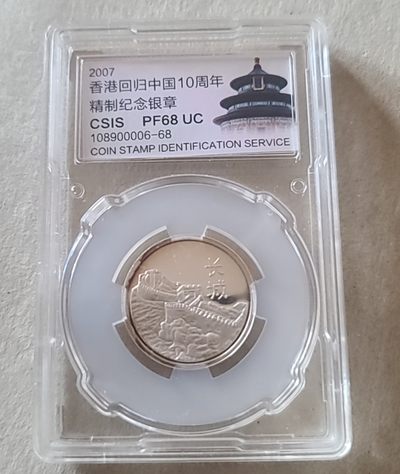 2007
香港回归中国10周年
精制纪念银章
CSIS PF68 UC
108900006-68
COIN STAMP IDENTIFICATION SERVICE
长城